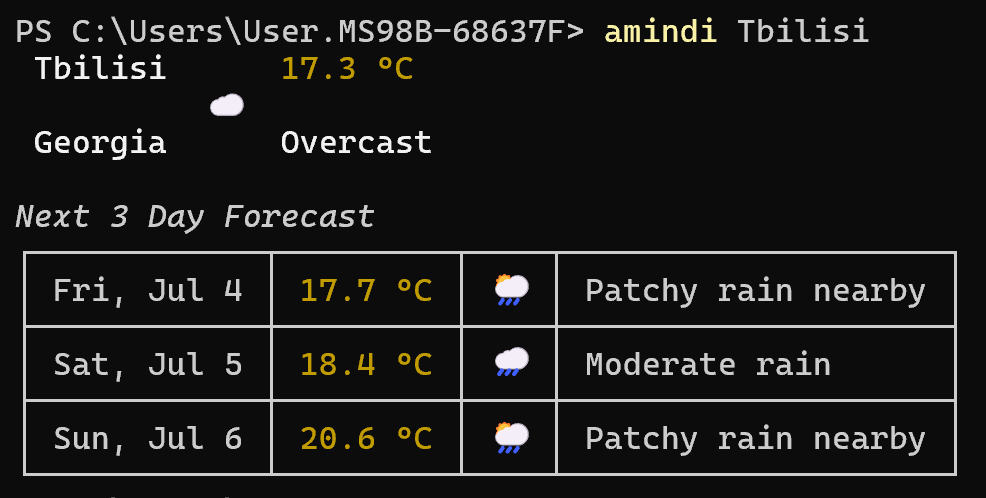 PS C:\Users\User.MS98B-68637F> amindi Tbilisi
Tbilisi 17.3 °C
Georgia Overcast
Next 3 Day Forecast
Fri, Jul 4 17.7 °C Patchy rain nearby
Sat, Jul 5 18.4 °C Moderate rain
Sun, Jul 6 20.6 °C Patchy rain nearby